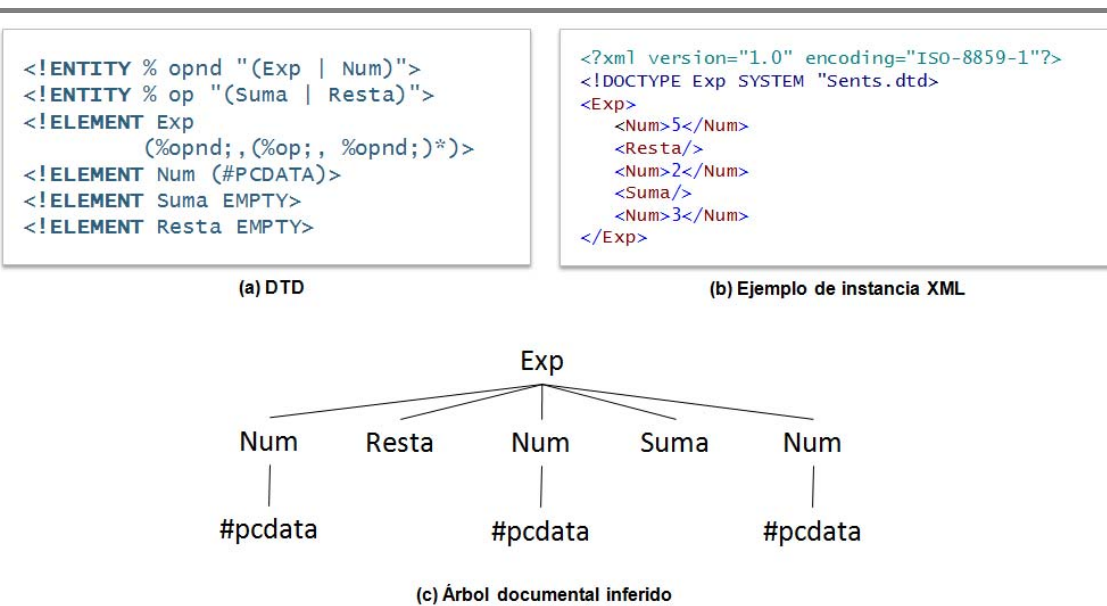 <!ENTITY % opnd "(Exp | Num)">
<!ENTITY % op "(Suma | Resta)">
<!ELEMENT Exp
(%opnd;,(%op;, %opnd;)*)>
<!ELEMENT Num (#PCDATA)>
<!ELEMENT Suma EMPTY>
<!ELEMENT Resta EMPTY>
(a) DTD
<?xml version="1.0" encoding="ISO-8859-1"?>
<!DOCTYPE Exp SYSTEM "Sents.dtd>
<Exp>
<Num>5</Num>
<Resta/>
<Num>2</Num>
<Suma/>
<Num>3</Num>
</Exp>
(b) Ejemplo de instancia XML
Exp
Num Resta Num Suma Num
#pcdata #pcdata #pcdata
(c) Árbol documental inferido